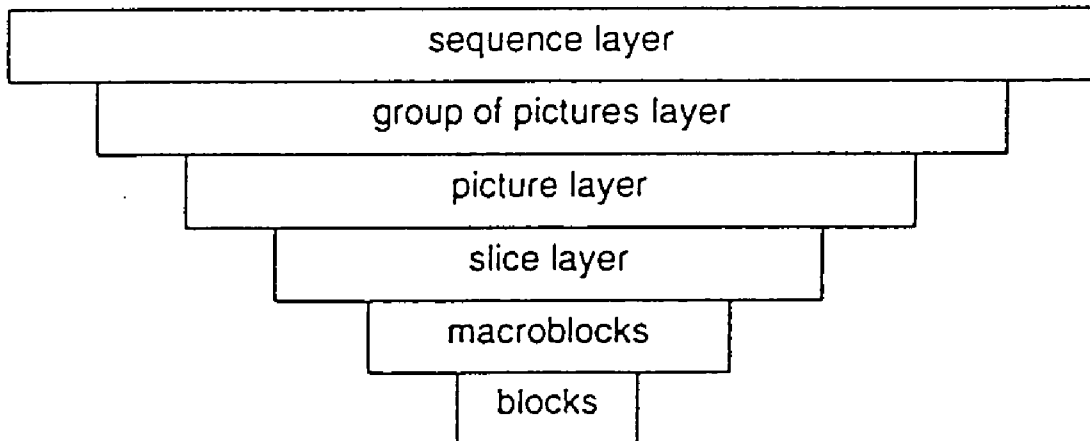 sequence layer
group of pictures layer
picture layer
slice layer
macroblocks
blocks